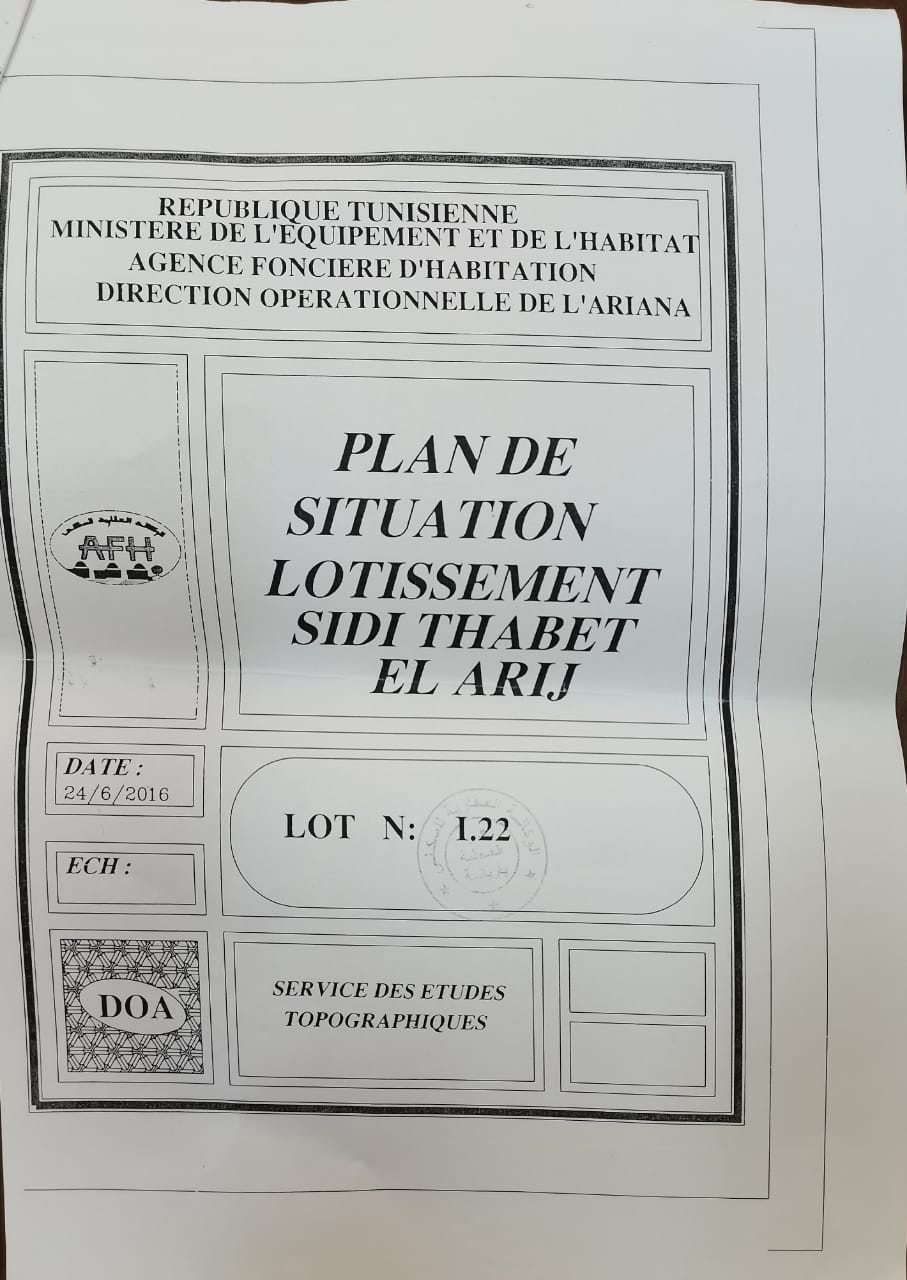 REPUBLIQUE TUNISIENNE
MINISTERE DE L'EQUIPEMENT ET DE L'HABITAT
AGENCE FONCIERE D'HABITATION
DIRECTION OPERATIONNELLE DE L'ARIANA
PLAN DE
SITUATION
LOTISSEMENT
SIDI THABET
EL ARIJ
AFH
DATE :
24/6/2016
LOT N: I.22
ECH :
DOA
SERVICE DES ETUDES
TOPOGRAPHIQUES